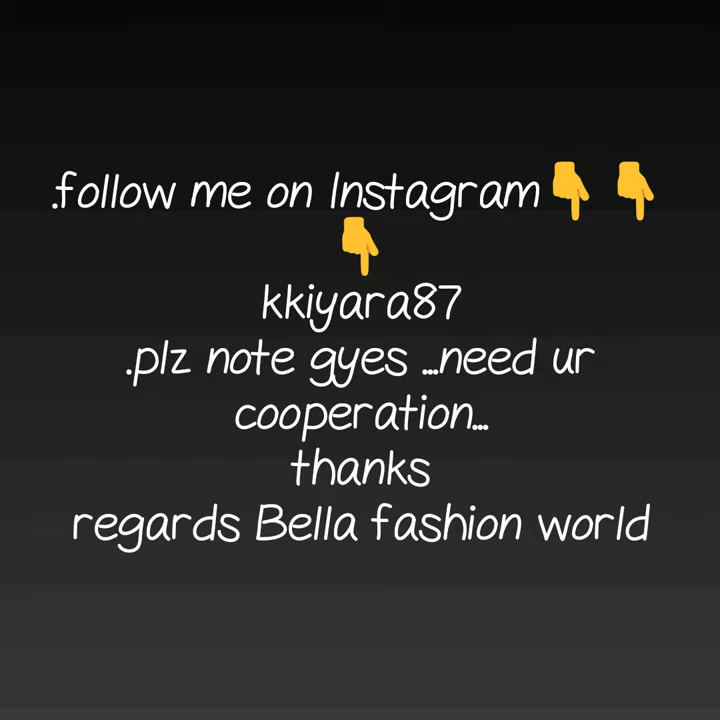 .follow me on Instagram👇 👇
👇
kkiyara87
.plz note gyes ...need ur
cooperation...
thanks
regards Bella fashion world